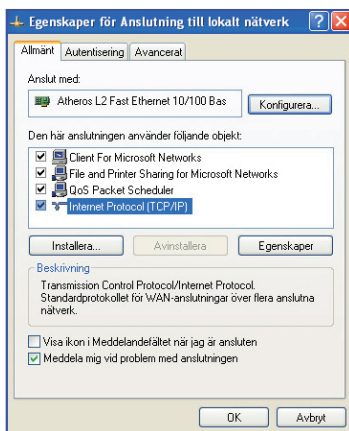 Egenskaper för Anslutning till lokalt nätverk
Allmänt Autentisering Avancerat
Anslut med:
Atheros L2 Fast Ethernet 10/100 Bas
Konfigurera...
Den här anslutningen använder följande objekt:
Client For Microsoft Networks
File and Printer Sharing for Microsoft Networks
QoS Packet Scheduler
Internet Protocol (TCP/IP)
Installera... Avinstallera Egenskaper
Beskrivning
Transmission Control Protocol/Internet Protocol.
Standardprotokollet för WAN-anslutningar över flera anslutna
nätverk.
Visa ikon i Meddelandefältet när jag är ansluten
Meddela mig vid problem med anslutningen
OK Avbryt